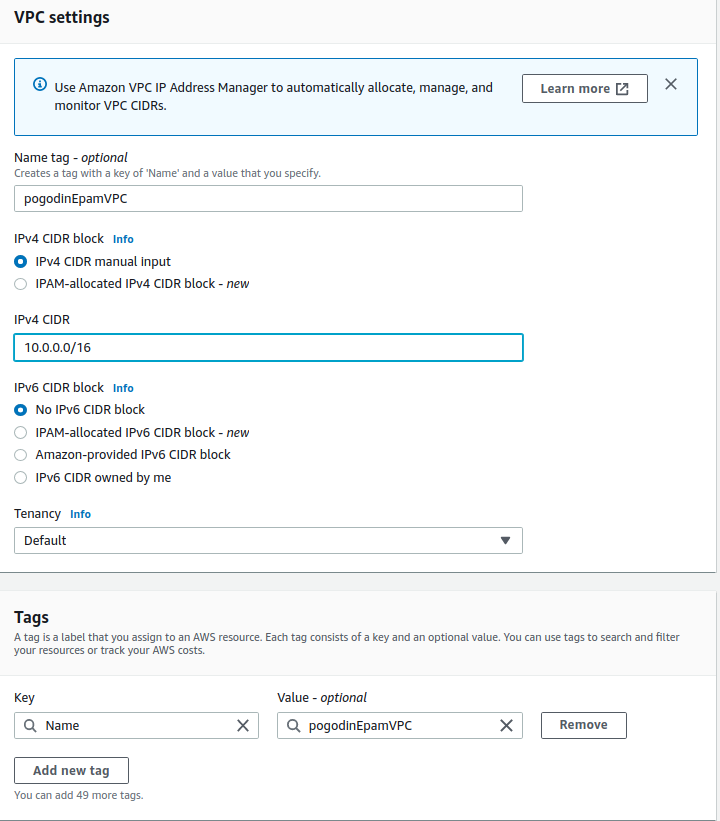 VPC settings
Use Amazon VPC IP Address Manager to automatically allocate, manage, and
monitor VPC CIDRs.
Learn more
Name tag - optional
Creates a tag with a key of 'Name' and a value that you specify.
pogodinEpamVPC
IPv4 CIDR block Info
IPv4 CIDR manual input
IPAM-allocated IPv4 CIDR block - new
IPv4 CIDR
10.0.0.0/16
IPv6 CIDR block Info
No IPv6 CIDR block
IPAM-allocated IPv6 CIDR block - new
Amazon-provided IPv6 CIDR block
IPv6 CIDR owned by me
Tenancy Info
Default
Tags
A tag is a label that you assign to an AWS resource. Each tag consists of a key and an optional value. You can use tags to search and filter
your resources or track your AWS costs.
Key Value - optional
Name pogodinEpamVPC Remove
Add new tag
You can add 49 more tags.